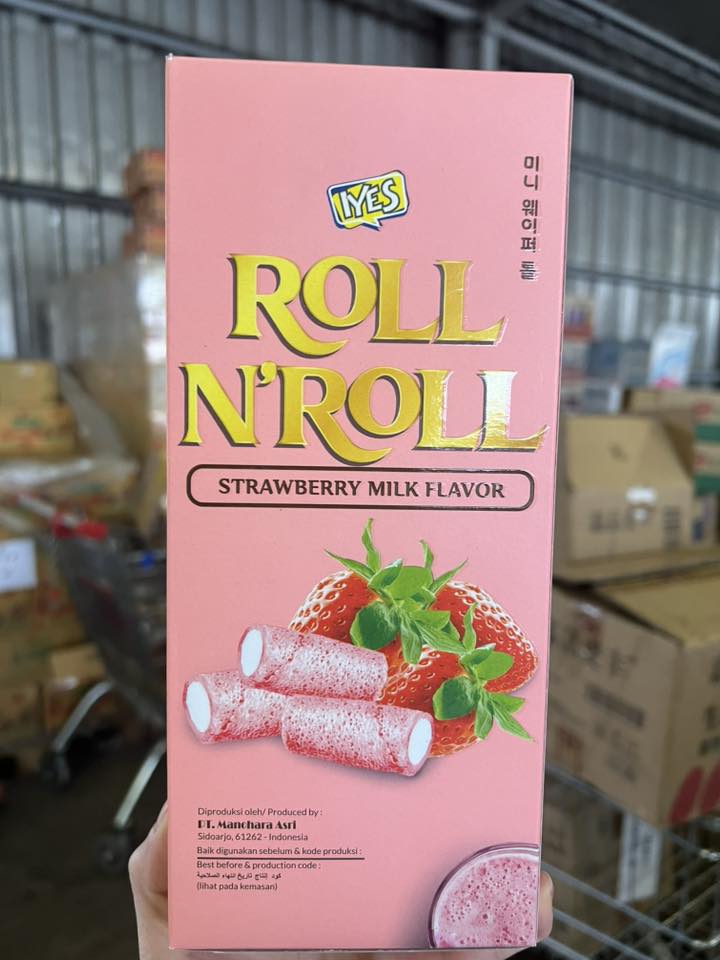 IYES
미니 웨이퍼 롤
ROLL
N'ROLL
STRAWBERRY MILK FLAVOR
Diproduksi oleh/ Produced by :
PT. Manohara Asri
Sidoarjo, 61262 - Indonesia
Baik digunakan sebelum & kode produksi :
Best before & production code :
كود إنتاج تاريخ انتهاء الصلاحية
(lihat pada kemasan)